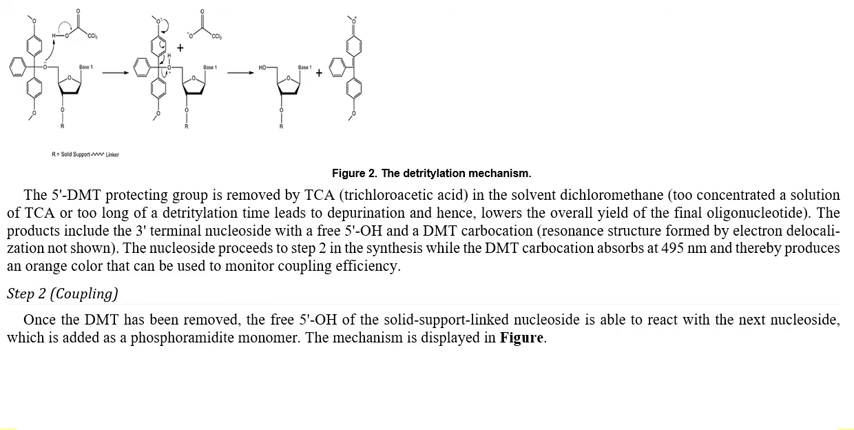 H O CCl₃
+ ⁻O CCl₃
Base 1 Base 1 HO Base 1 +
R R R
R = Solid Support Linker
Figure 2. The detritylation mechanism.
The 5'-DMT protecting group is removed by TCA (trichloroacetic acid) in the solvent dichloromethane (too concentrated a solution
of TCA or too long of a detritylation time leads to depurination and hence, lowers the overall yield of the final oligonucleotide). The
products include the 3' terminal nucleoside with a free 5'-OH and a DMT carbocation (resonance structure formed by electron delocali-
zation not shown). The nucleoside proceeds to step 2 in the synthesis while the DMT carbocation absorbs at 495 nm and thereby produces
an orange color that can be used to monitor coupling efficiency.
Step 2 (Coupling)
Once the DMT has been removed, the free 5'-OH of the solid-support-linked nucleoside is able to react with the next nucleoside,
which is added as a phosphoramidite monomer. The mechanism is displayed in Figure.